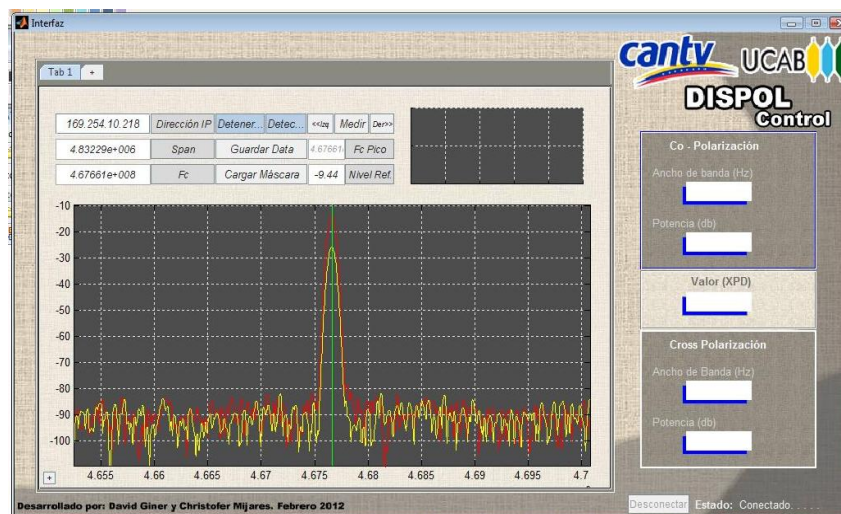 Interfaz
cantv UCAB
DISPOL
Control
Tab 1 +
169.254.10.218 Dirección IP Detener... Detec... <<Izq Medir Der>>
4.83229e+006 Span Guardar Data 4.67661 Fc Pico
4.67661e+008 Fc Cargar Máscara -9.44 Nivel Ref.
Co - Polarización
Ancho de banda (Hz)
Potencia (db)
Valor (XPD)
Cross Polarización
Ancho de Banda (Hz)
Potencia (db)
-10
-20
-30
-40
-50
-60
-70
-80
-90
-100
+
4.655 4.66 4.665 4.67 4.675 4.68 4.685 4.69 4.695 4.7
Desarrollado por: David Giner y Christofer Mijares. Febrero 2012
Desconectar Estado: Conectado. . . . .